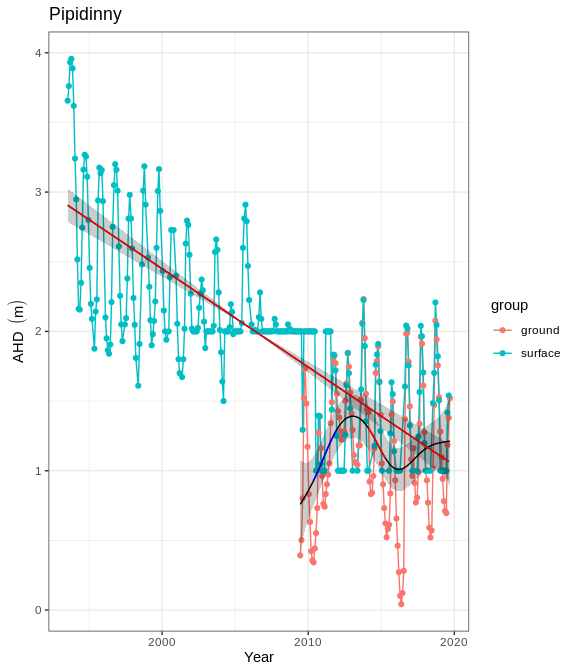 Pipidinny
4
3
2
1
0
AHD (m)
2000
2010
2020
Year
group
ground
surface